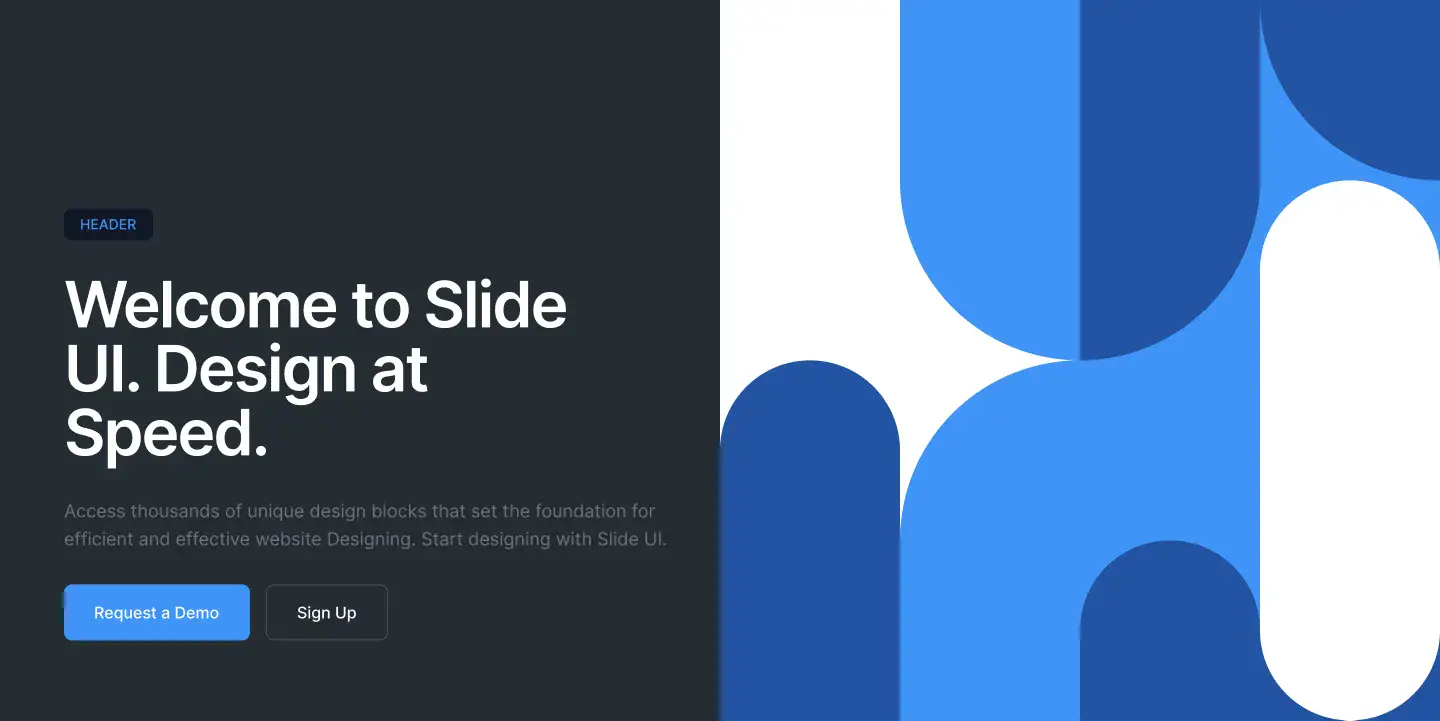 HEADER
Welcome to Slide
UI. Design at
Speed.
Access thousands of unique design blocks that set the foundation for
efficient and effective website Designing. Start designing with Slide UI.
Request a Demo
Sign Up